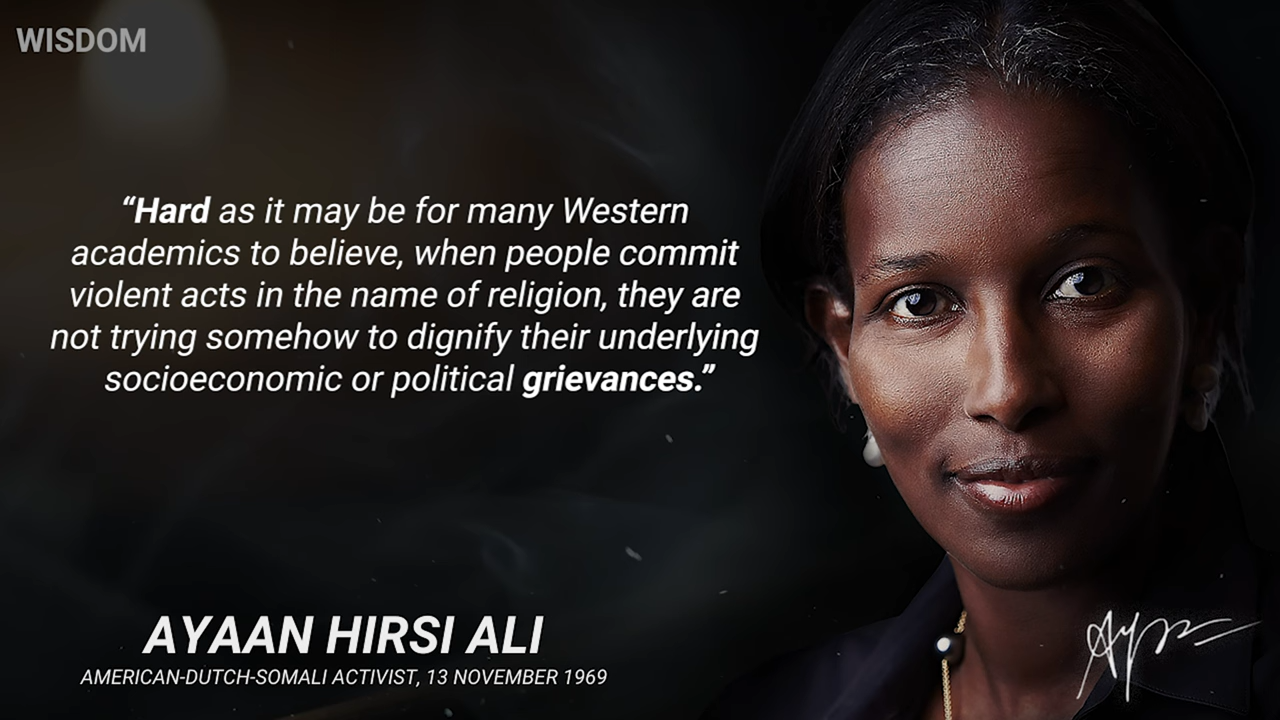 WISDOM
“Hard as it may be for many Western
academics to believe, when people commit
violent acts in the name of religion, they are
not trying somehow to dignify their underlying
socioeconomic or political grievances.”
AYAAN HIRSI ALI
AMERICAN-DUTCH-SOMALI ACTIVIST, 13 NOVEMBER 1969